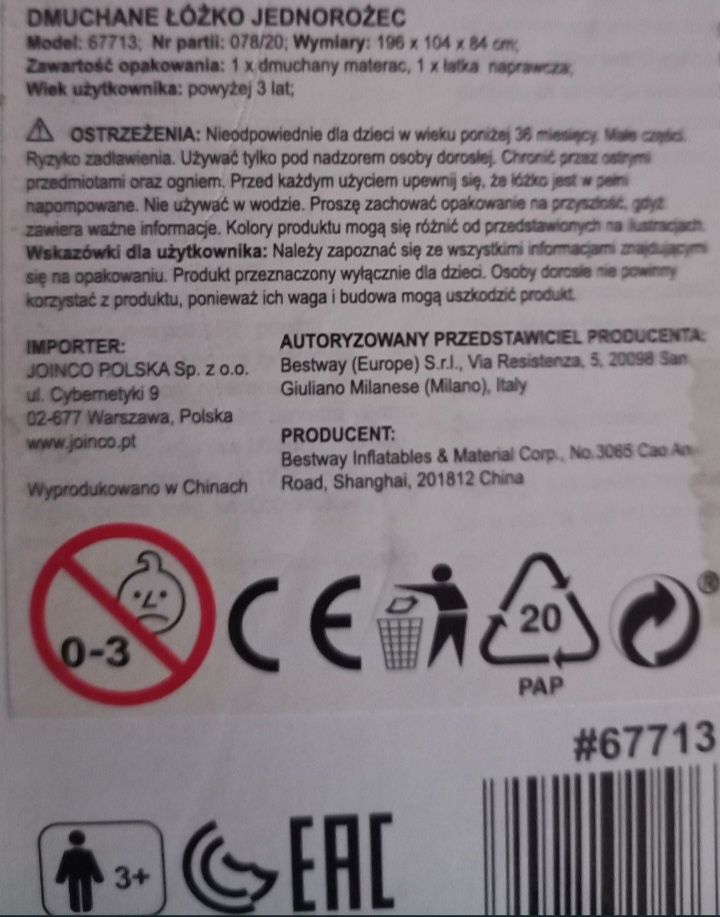 DMUCHANE ŁÓŻKO JEDNOROŻEC
Model: 67713; Nr partii: 078/20; Wymiary: 196 x 104 x 84 cm;
Zawartość opakowania: 1 x dmuchany materac, 1 x łatka naprawcza;
Wiek użytkownika: powyżej 3 lat;
OSTRZEŻENIA: Nieodpowiednie dla dzieci w wieku poniżej 36 miesięcy. Małe części.
Ryzyko zadławienia. Używać tylko pod nadzorem osoby dorosłej. Chronić przez ostrymi
przedmiotami oraz ogniem. Przed każdym użyciem upewnij się, że łóżko jest w pełni
napompowane. Nie używać w wodzie. Proszę zachować opakowanie na przyszłość, gdyż
zawiera ważne informacje. Kolory produktu mogą się różnić od przedstawionych na ilustracjach.
Wskazówki dla użytkownika: Należy zapoznać się ze wszystkimi informacjami znajdującymi
się na opakowaniu. Produkt przeznaczony wyłącznie dla dzieci. Osoby dorosłe nie powinny
korzystać z produktu, ponieważ ich waga i budowa mogą uszkodzić produkt.
IMPORTER:
JOINCO POLSKA Sp. z o.o.
ul. Cybernetyki 9
02-677 Warszawa, Polska
www.joinco.pt
Wyprodukowano w Chinach
AUTORYZOWANY PRZEDSTAWICIEL PRODUCENTA:
Bestway (Europe) S.r.l., Via Resistenza, 5, 20098 San
Giuliano Milanese (Milano), Italy
PRODUCENT:
Bestway Inflatables & Material Corp., No.3065 Cao An
Road, Shanghai, 201812 China
0-3
CE
20
PAP
®
#67713
3+
EAC